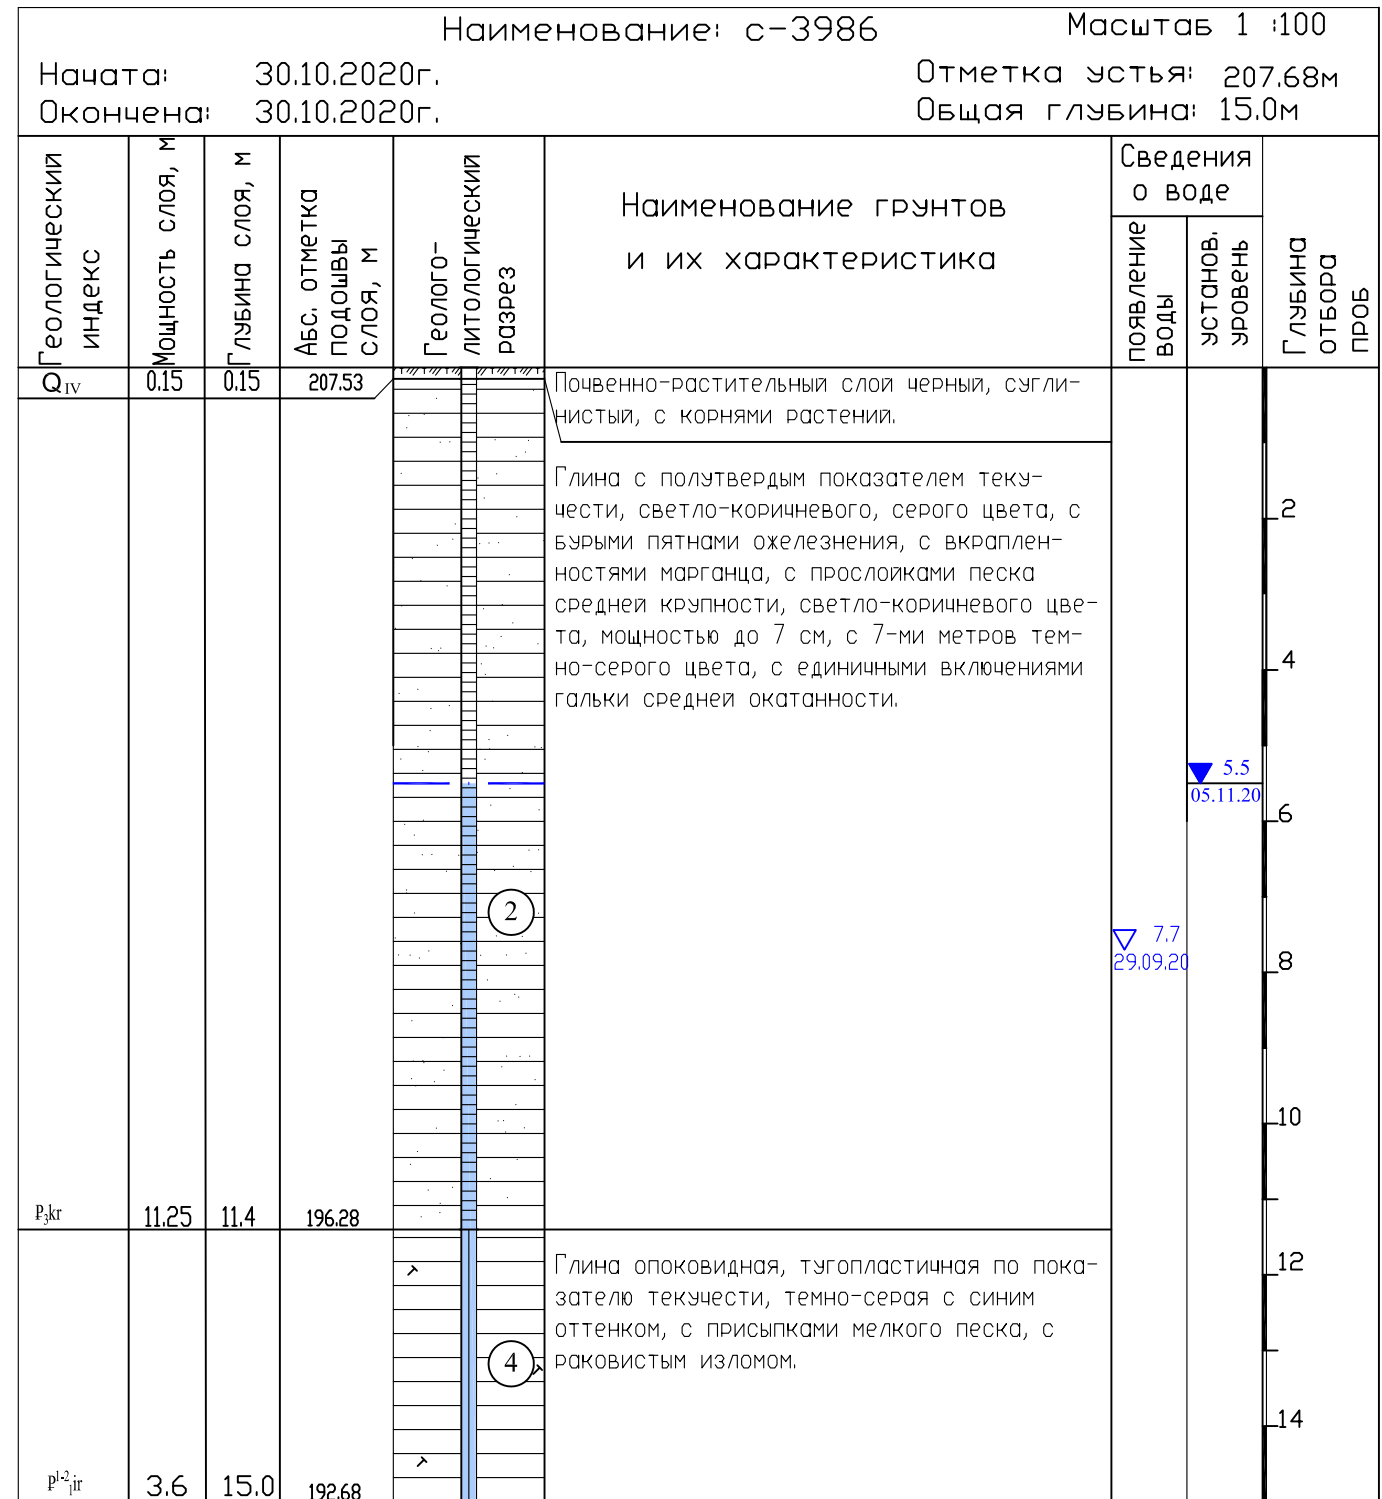 Наименование: с-3986
Масштаб 1 :100
Начата: 30.10.2020г.
Отметка устья: 207.68м
Окончена: 30.10.2020г.
Общая глубина: 15.0м
Геологический
индекс
Мощность слоя, м
Глубина слоя, м
Абс. отметка
подошвы
слоя, м
Геолого-
литологический
разрез
Наименование грунтов
и их характеристика
Сведения
о воде
появление
воды
установ.
уровень
Глубина
отбора
проб
QIV 0.15 0.15 207.53
Почвенно-растительный слой черный, сугли-
нистый, с корнями растений.
Глина с полутвердым показателем теку-
чести, светло-коричневого, серого цвета, с
бурыми пятнами ожелезнения, с вкраплен-
ностями марганца, с прослойками песка
средней крупности, светло-коричневого цве-
та, мощностью до 7 см, с 7-ми метров тем-
но-серого цвета, с единичными включениями
гальки средней окатанности.
2
4
5.5
05.11.20
6
2
7.7
29.09.20
8
10
₽3kr 11.25 11.4 196.28
Глина опоковидная, тугопластичная по пока-
зателю текучести, темно-серая с синим
оттенком, с присыпками мелкого песка, с
раковистым изломом.
12
4
14
₽1-21ir 3.6 15.0 192.68